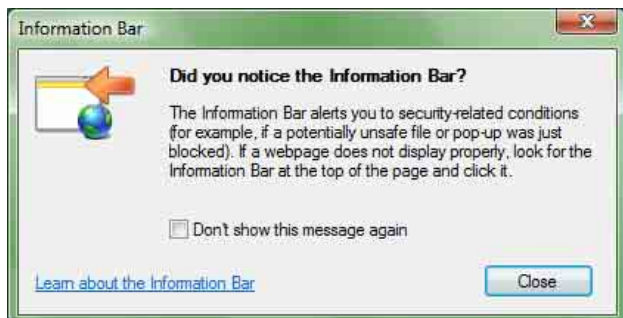 Information Bar
Did you notice the Information Bar?
The Information Bar alerts you to security-related conditions
(for example, if a potentially unsafe file or pop-up was just
blocked). If a webpage does not display properly, look for the
Information Bar at the top of the page and click it.
Don't show this message again
Learn about the Information Bar
Close